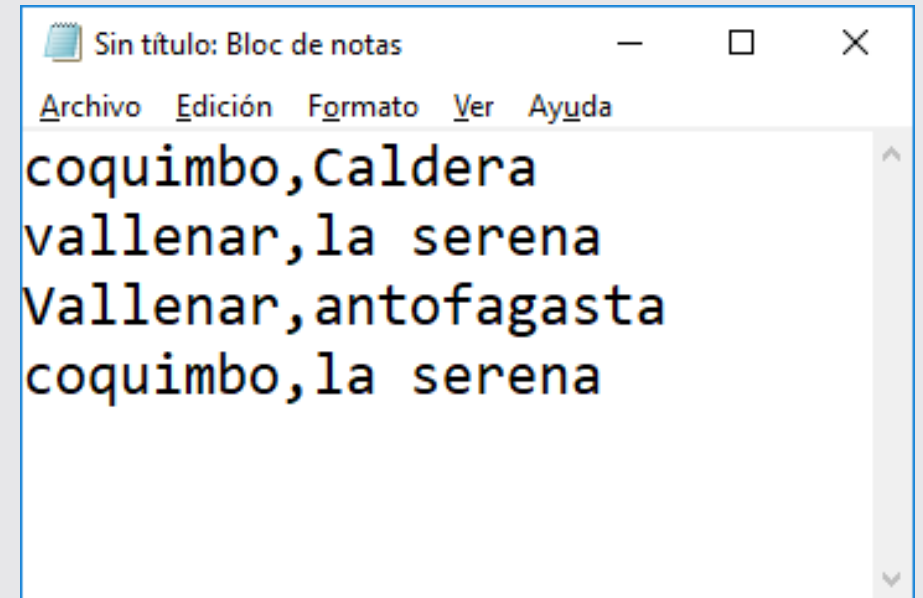 Sin título: Bloc de notas
Archivo Edición Formato Ver Ayuda
coquimbo,Caldera
vallenar,la serena
Vallenar,antofagasta
coquimbo,la serena